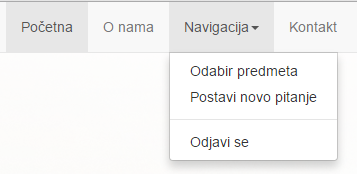 Početna O nama Navigacija Kontakt
Odabir predmeta
Postavi novo pitanje
Odjavi se